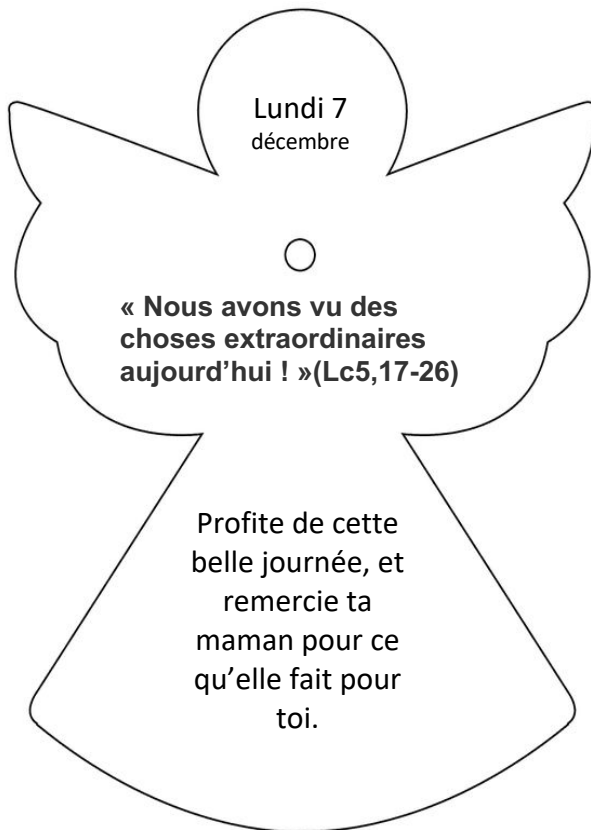 Lundi 7
décembre
« Nous avons vu des
choses extraordinaires
aujourd’hui ! »(Lc5,17-26)
Profite de cette
belle journée, et
remercie ta
maman pour ce
qu’elle fait pour
toi.